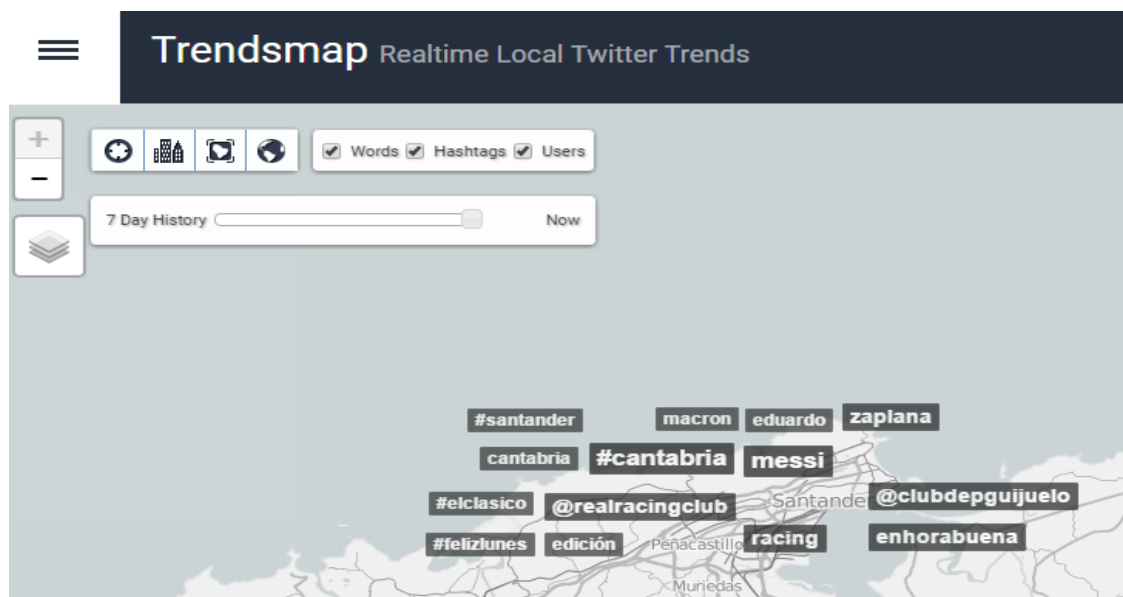 Trendsmap Realtime Local Twitter Trends
+
Words Hashtags Users
−
7 Day History Now
#santander macron eduardo zaplana
cantabria #cantabria messi
#elclasico @realracingclub Santander @clubdepguijuelo
#felizlunes edición Peñacastillo racing enhorabuena
Muriedas